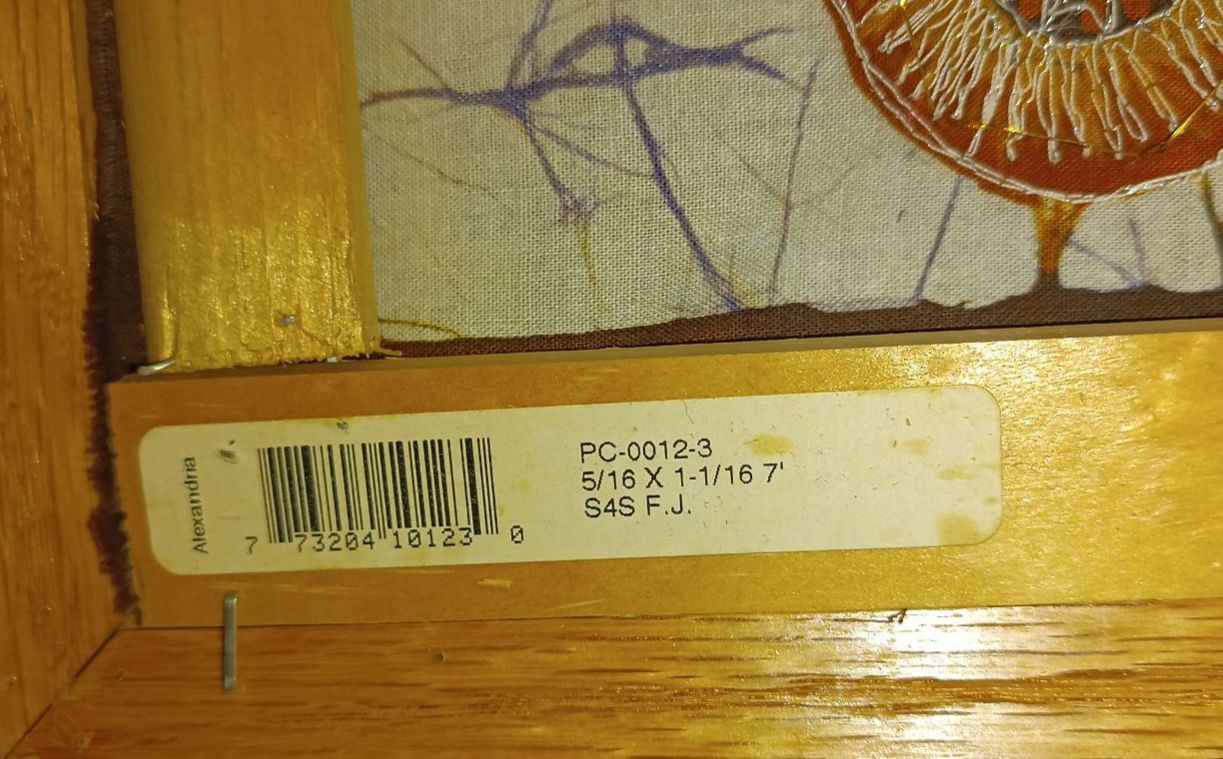 Alexandria
7 73204 10123 0
PC-0012-3
5/16 X 1-1/16 7'
S4S F.J.